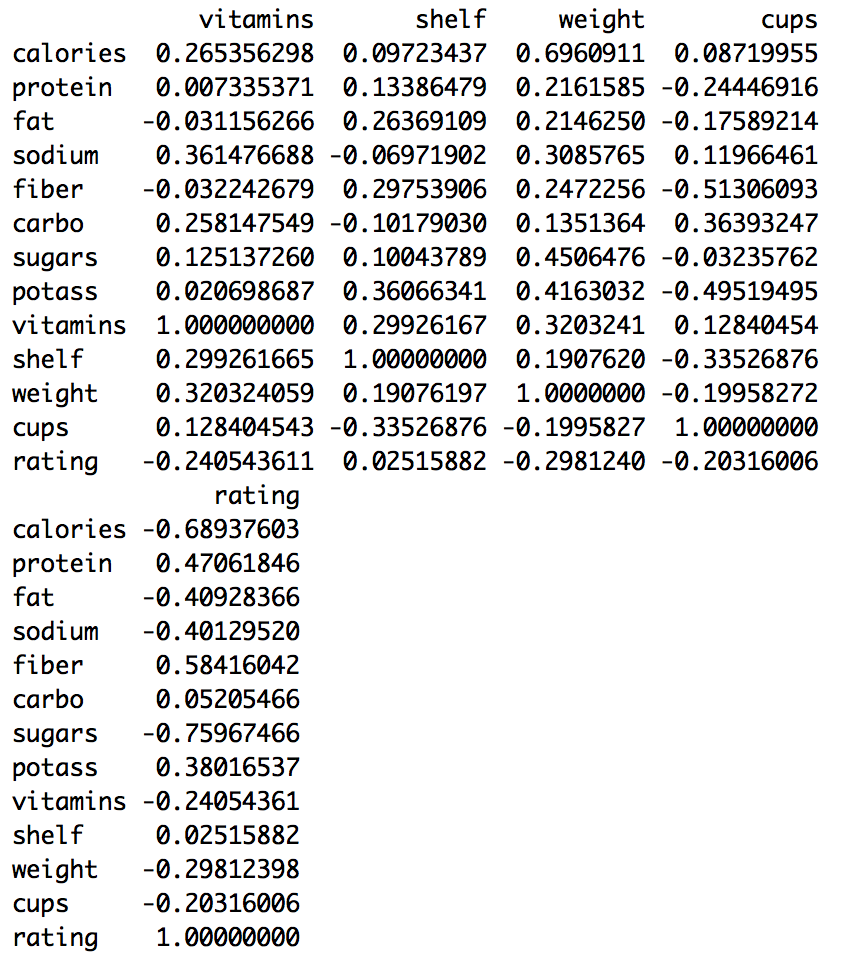 vitamins shelf weight cups
calories 0.265356298 0.09723437 0.6960911 0.08719955
protein 0.007335371 0.13386479 0.2161585 -0.24446916
fat -0.031156266 0.26369109 0.2146250 -0.17589214
sodium 0.361476688 -0.06971902 0.3085765 0.11966461
fiber -0.032242679 0.29753906 0.2472256 -0.51306093
carbo 0.258147549 -0.10179030 0.1351364 0.36393247
sugars 0.125137260 0.10043789 0.4506476 -0.03235762
potass 0.020698687 0.36066341 0.4163032 -0.49519495
vitamins 1.000000000 0.29926167 0.3203241 0.12840454
shelf 0.299261665 1.00000000 0.1907620 -0.33526876
weight 0.320324059 0.19076197 1.0000000 -0.19958272
cups 0.128404543 -0.33526876 -0.1995827 1.00000000
rating -0.240543611 0.02515882 -0.2981240 -0.20316006
rating
calories -0.68937603
protein 0.47061846
fat -0.40928366
sodium -0.40129520
fiber 0.58416042
carbo 0.05205466
sugars -0.75967466
potass 0.38016537
vitamins -0.24054361
shelf 0.02515882
weight -0.29812398
cups -0.20316006
rating 1.00000000